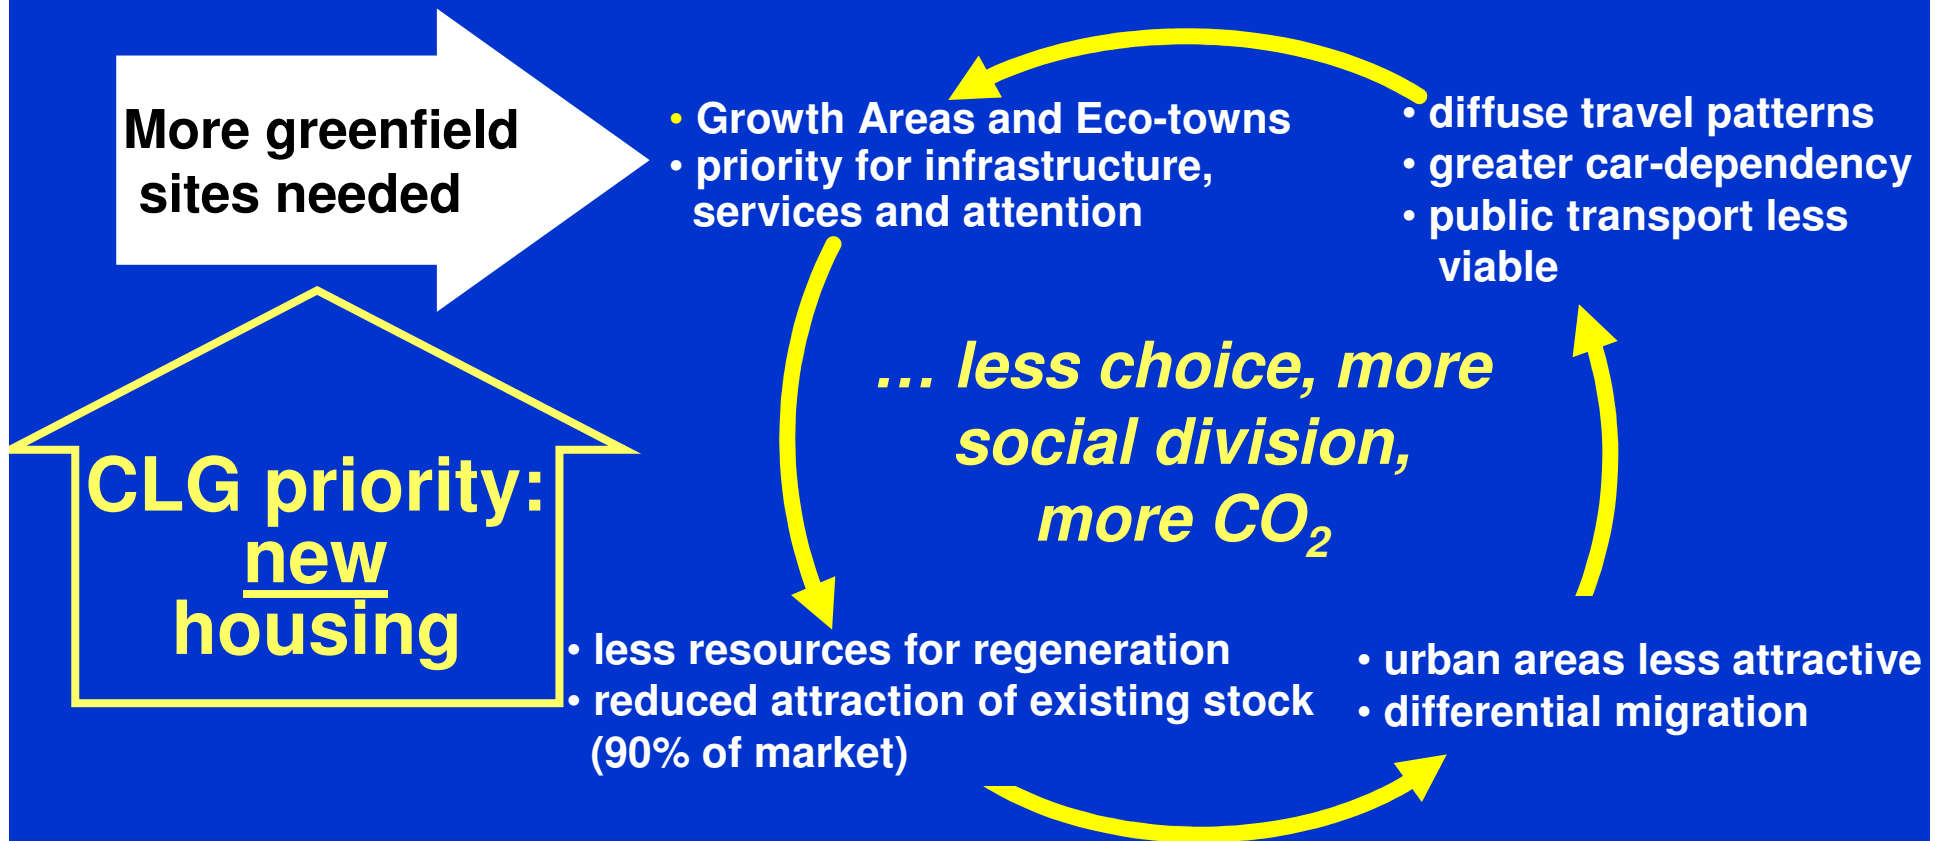 More greenfield
sites needed
CLG priority:
new
housing
• Growth Areas and Eco-towns
• priority for infrastructure,
services and attention
• diffuse travel patterns
• greater car-dependency
• public transport less
viable
… less choice, more
social division,
more CO₂
• less resources for regeneration
• reduced attraction of existing stock
(90% of market)
• urban areas less attractive
• differential migration